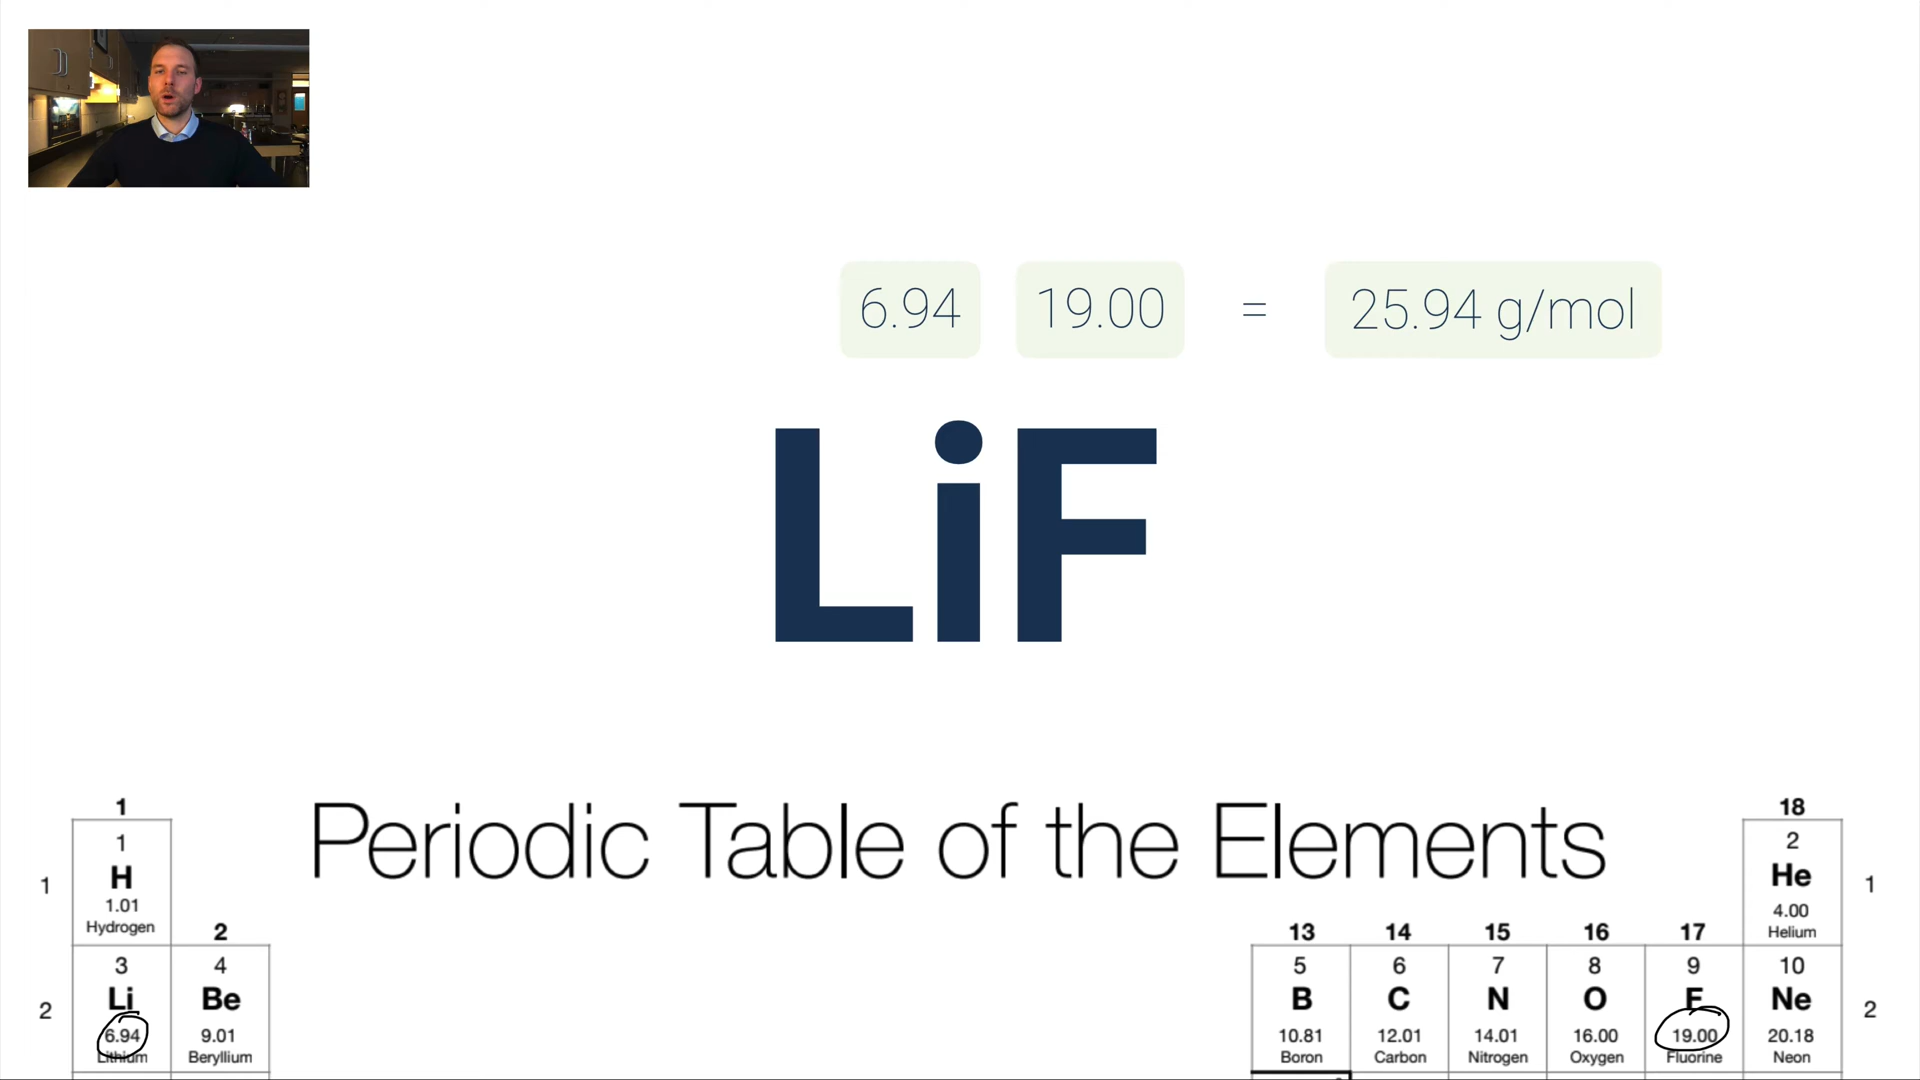 6.94 19.00 = 25.94 g/mol
LiF
Periodic Table of the Elements
1 18
1 2
H He
1 1
1.01 4.00
Hydrogen Helium
2 13 14 15 16 17
3 4 5 6 7 8 9 10
Li Be B C N O F Ne
2 2
6.94 9.01 10.81 12.01 14.01 16.00 19.00 20.18
Lithium Beryllium Boron Carbon Nitrogen Oxygen Fluorine Neon